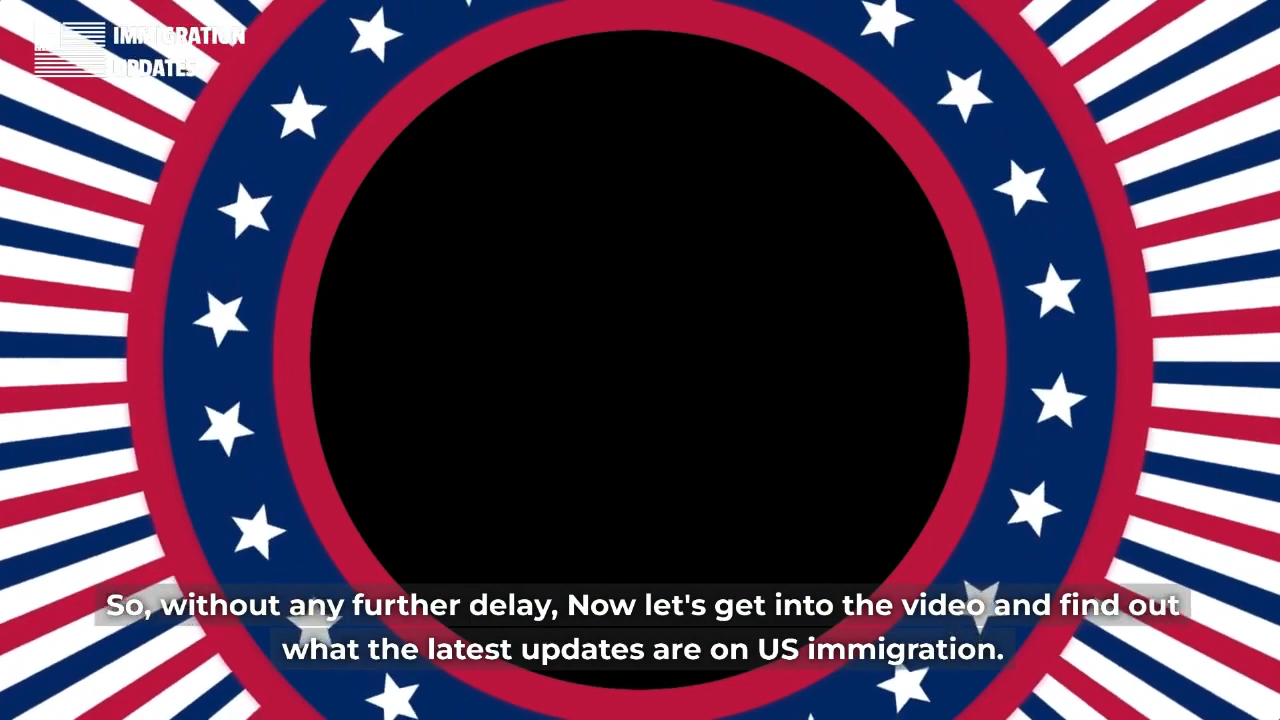 IMMIGRATION
UPDATES
So, without any further delay, Now let's get into the video and find out
what the latest updates are on US immigration.